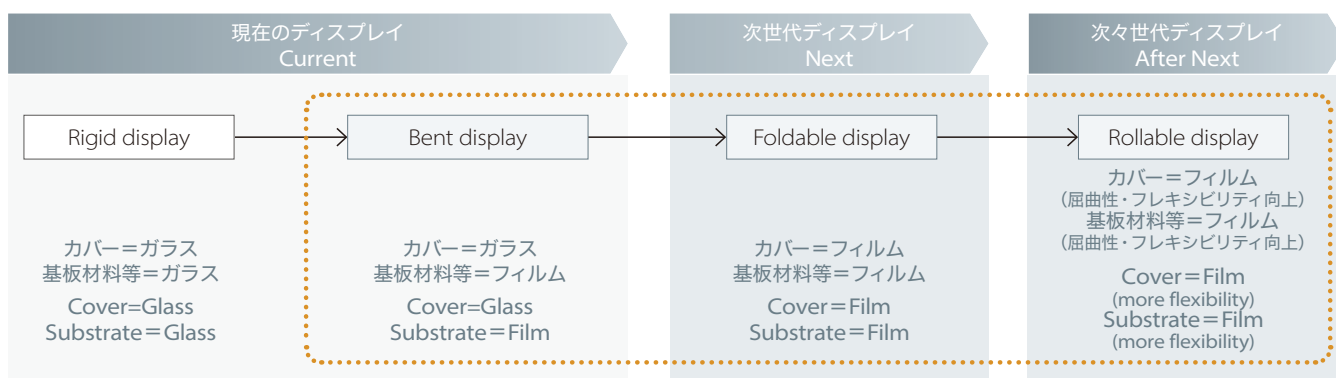 現在のディスプレイ
Current
次世代ディスプレイ
Next
次々世代ディスプレイ
After Next
Rigid display
Bent display
Foldable display
Rollable display
カバー＝ガラス
基板材料等＝ガラス
Cover=Glass
Substrate＝Glass
カバー＝ガラス
基板材料等＝フィルム
Cover=Glass
Substrate＝Film
カバー＝フィルム
基板材料等＝フィルム
Cover＝Film
Substrate＝Film
カバー＝フィルム
（屈曲性・フレキシビリティ向上）
基板材料等＝フィルム
（屈曲性・フレキシビリティ向上）
Cover＝Film
(more flexibility)
Substrate＝Film
(more flexibility)